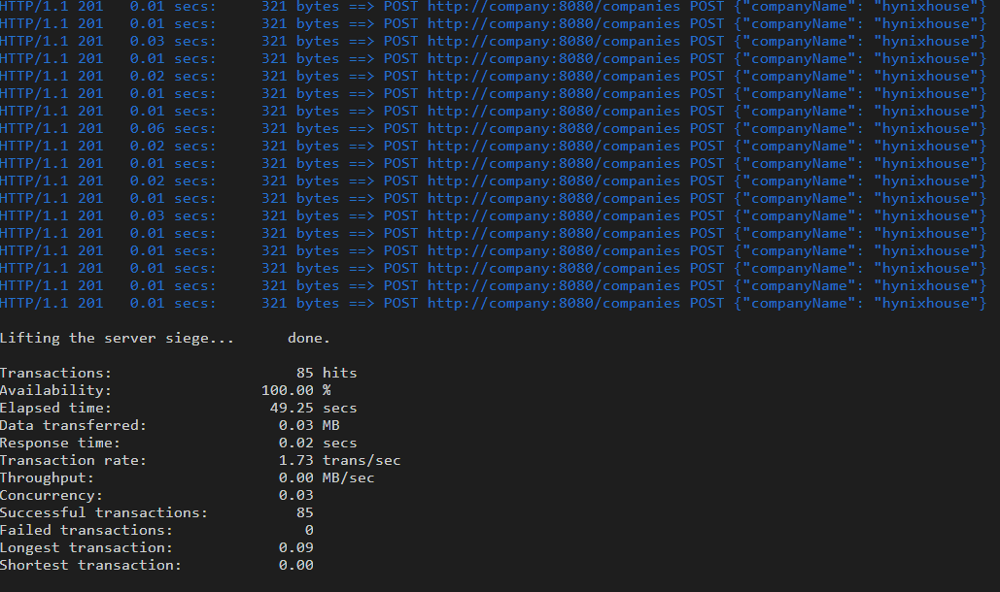 HTTP/1.1 201   0.01 secs:     321 bytes ==> POST http://company:8080/companies POST {"companyName": "hynixhouse"}
HTTP/1.1 201   0.01 secs:     321 bytes ==> POST http://company:8080/companies POST {"companyName": "hynixhouse"}
HTTP/1.1 201   0.03 secs:     321 bytes ==> POST http://company:8080/companies POST {"companyName": "hynixhouse"}
HTTP/1.1 201   0.01 secs:     321 bytes ==> POST http://company:8080/companies POST {"companyName": "hynixhouse"}
HTTP/1.1 201   0.02 secs:     321 bytes ==> POST http://company:8080/companies POST {"companyName": "hynixhouse"}
HTTP/1.1 201   0.01 secs:     321 bytes ==> POST http://company:8080/companies POST {"companyName": "hynixhouse"}
HTTP/1.1 201   0.01 secs:     321 bytes ==> POST http://company:8080/companies POST {"companyName": "hynixhouse"}
HTTP/1.1 201   0.06 secs:     321 bytes ==> POST http://company:8080/companies POST {"companyName": "hynixhouse"}
HTTP/1.1 201   0.02 secs:     321 bytes ==> POST http://company:8080/companies POST {"companyName": "hynixhouse"}
HTTP/1.1 201   0.01 secs:     321 bytes ==> POST http://company:8080/companies POST {"companyName": "hynixhouse"}
HTTP/1.1 201   0.02 secs:     321 bytes ==> POST http://company:8080/companies POST {"companyName": "hynixhouse"}
HTTP/1.1 201   0.01 secs:     321 bytes ==> POST http://company:8080/companies POST {"companyName": "hynixhouse"}
HTTP/1.1 201   0.03 secs:     321 bytes ==> POST http://company:8080/companies POST {"companyName": "hynixhouse"}
HTTP/1.1 201   0.01 secs:     321 bytes ==> POST http://company:8080/companies POST {"companyName": "hynixhouse"}
HTTP/1.1 201   0.01 secs:     321 bytes ==> POST http://company:8080/companies POST {"companyName": "hynixhouse"}
HTTP/1.1 201   0.01 secs:     321 bytes ==> POST http://company:8080/companies POST {"companyName": "hynixhouse"}
HTTP/1.1 201   0.01 secs:     321 bytes ==> POST http://company:8080/companies POST {"companyName": "hynixhouse"}
HTTP/1.1 201   0.01 secs:     321 bytes ==> POST http://company:8080/companies POST {"companyName": "hynixhouse"}
Lifting the server siege...      done.
Transactions:                     85 hits
Availability:                 100.00 %
Elapsed time:                  49.25 secs
Data transferred:               0.03 MB
Response time:                  0.02 secs
Transaction rate:               1.73 trans/sec
Throughput:                     0.00 MB/sec
Concurrency:                    0.03
Successful transactions:          85
Failed transactions:               0
Longest transaction:            0.09
Shortest transaction:           0.00